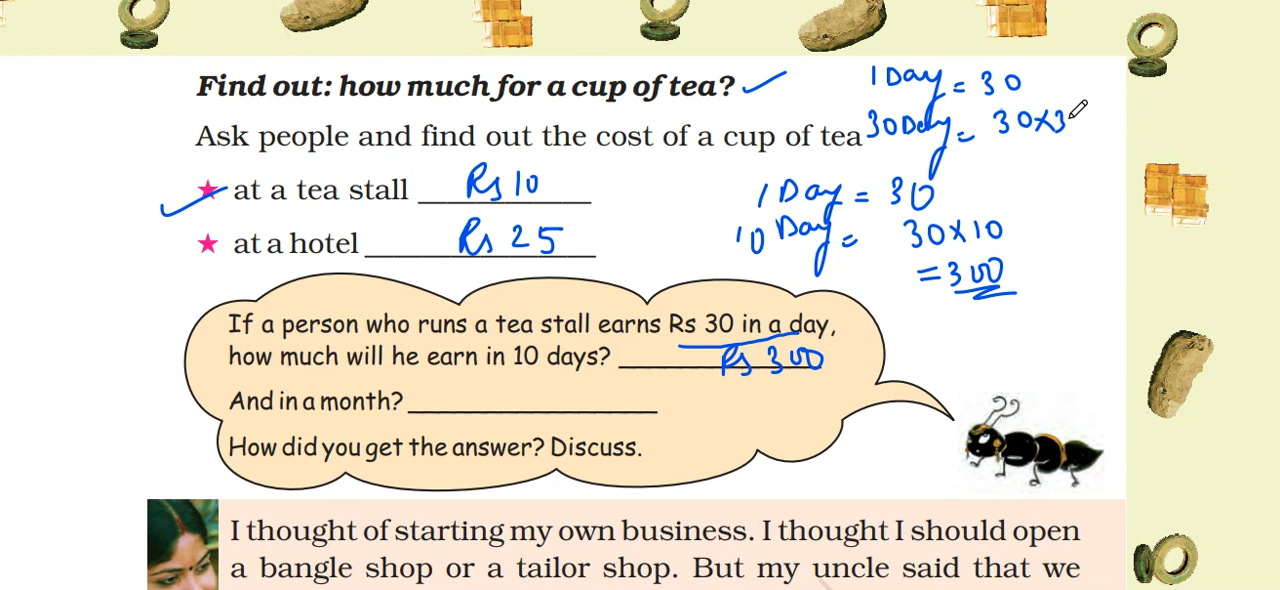 Find out: how much for a cup of tea?
1 Day = 30
Ask people and find out the cost of a cup of tea
30 Day = 30×3
★ at a tea stall Rs 10
1 Day = 30
★ at a hotel Rs 25
10 Day = 30×10
= 300
If a person who runs a tea stall earns Rs 30 in a day,
how much will he earn in 10 days? Rs 300
And in a month?
How did you get the answer? Discuss.
I thought of starting my own business. I thought I should open
a bangle shop or a tailor shop. But my uncle said that we